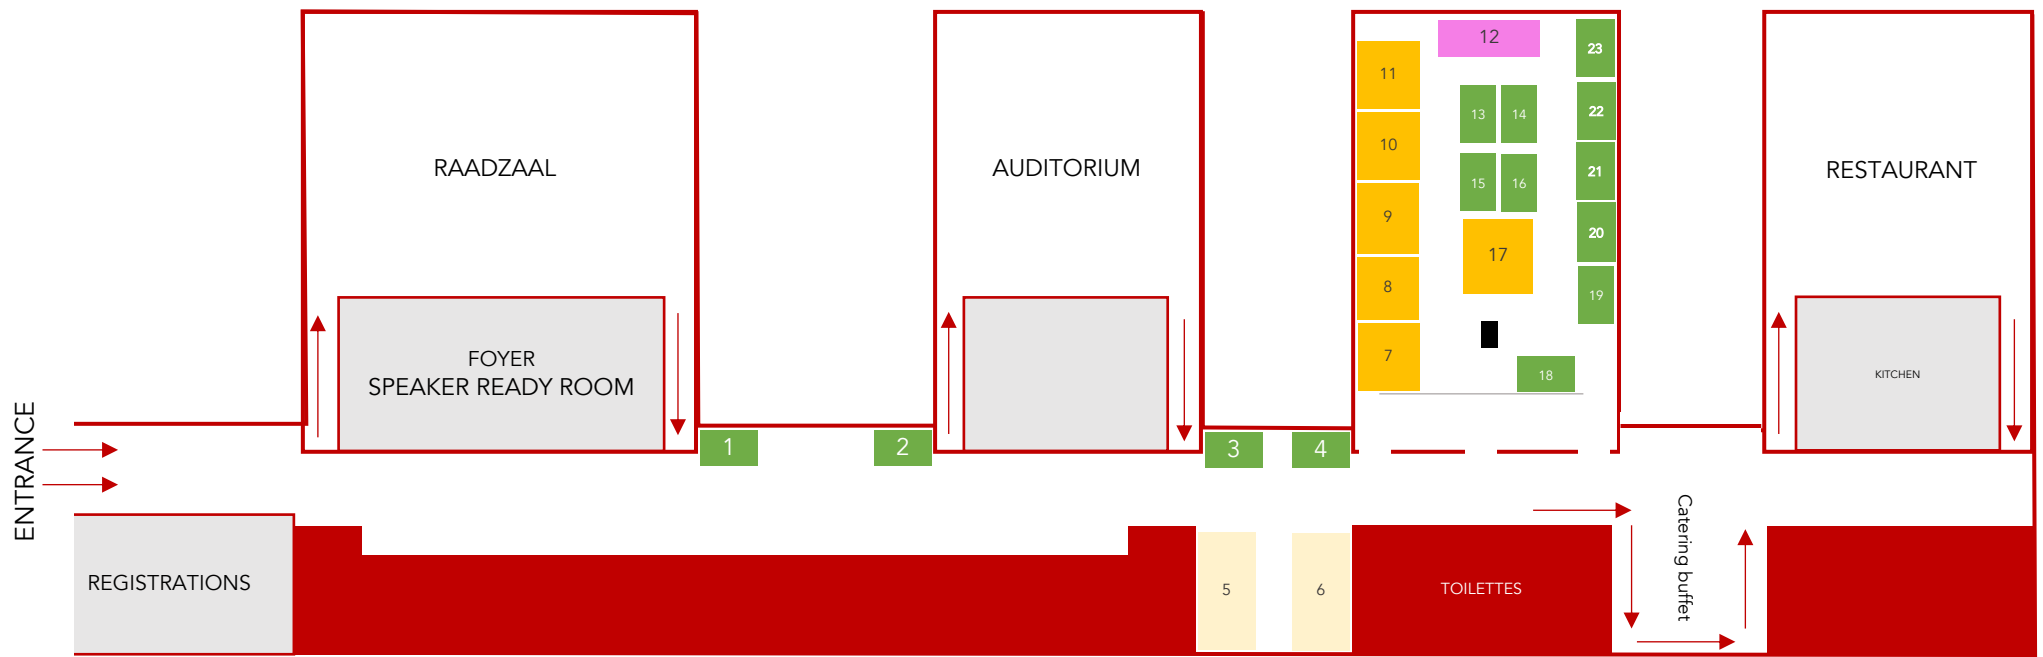 RAADZAAL
FOYER
SPEAKER READY ROOM
AUDITORIUM
12
11
10
9
8
7
13
14
15
16
17
18
23
22
21
20
19
RESTAURANT
KITCHEN
ENTRANCE
1
2
3
4
REGISTRATIONS
5
6
TOILETTES
Catering buffet